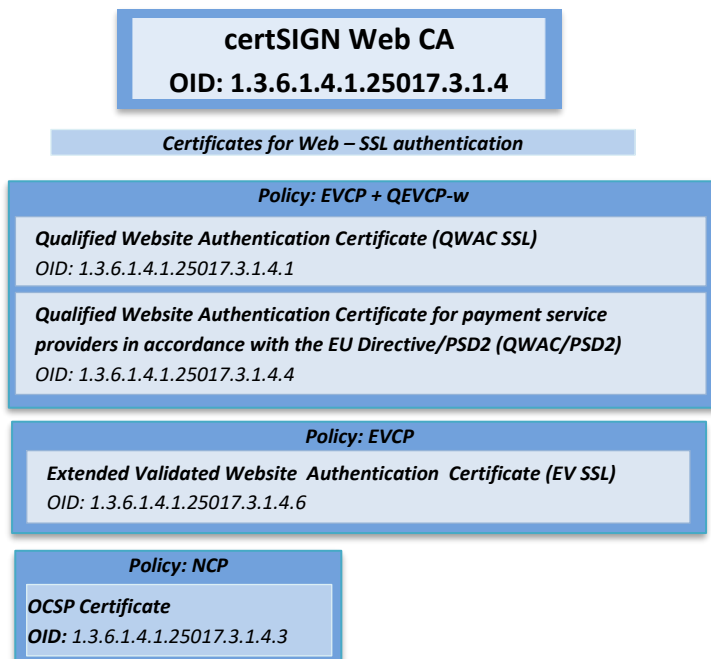 certSIGN Web CA
OID: 1.3.6.1.4.1.25017.3.1.4
Certificates for Web – SSL authentication
Policy: EVCP + QEVCP-w
Qualified Website Authentication Certificate (QWAC SSL)
OID: 1.3.6.1.4.1.25017.3.1.4.1
Qualified Website Authentication Certificate for payment service
providers in accordance with the EU Directive/PSD2 (QWAC/PSD2)
OID: 1.3.6.1.4.1.25017.3.1.4.4
Policy: EVCP
Extended Validated Website Authentication Certificate (EV SSL)
OID: 1.3.6.1.4.1.25017.3.1.4.6
Policy: NCP
OCSP Certificate
OID: 1.3.6.1.4.1.25017.3.1.4.3